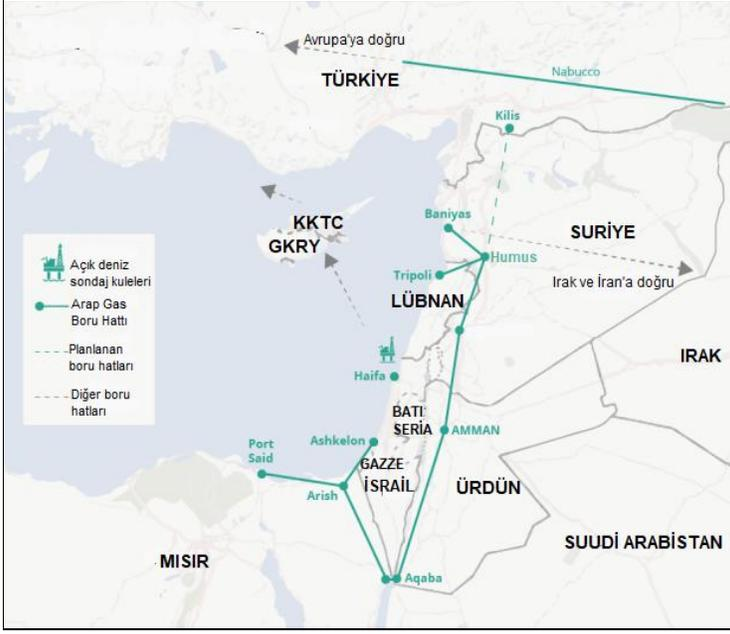 Avrupa'ya doğru
TÜRKİYE
Nabucco
Kilis
KKTC
GKRY
Baniyas
SURİYE
Humus
Tripoli
Irak ve İran'a doğru
LÜBNAN
Açık deniz
sondaj kuleleri
Arap Gas
Boru Hattı
Planlanan
boru hatları
Diğer boru
hatları
IRAK
Haifa
BATI
ŞERİA
AMMAN
Ashkelon
Port
Said
GAZZE
İSRAİL
Arish
ÜRDÜN
SUUDİ ARABİSTAN
MISIR
Aqaba